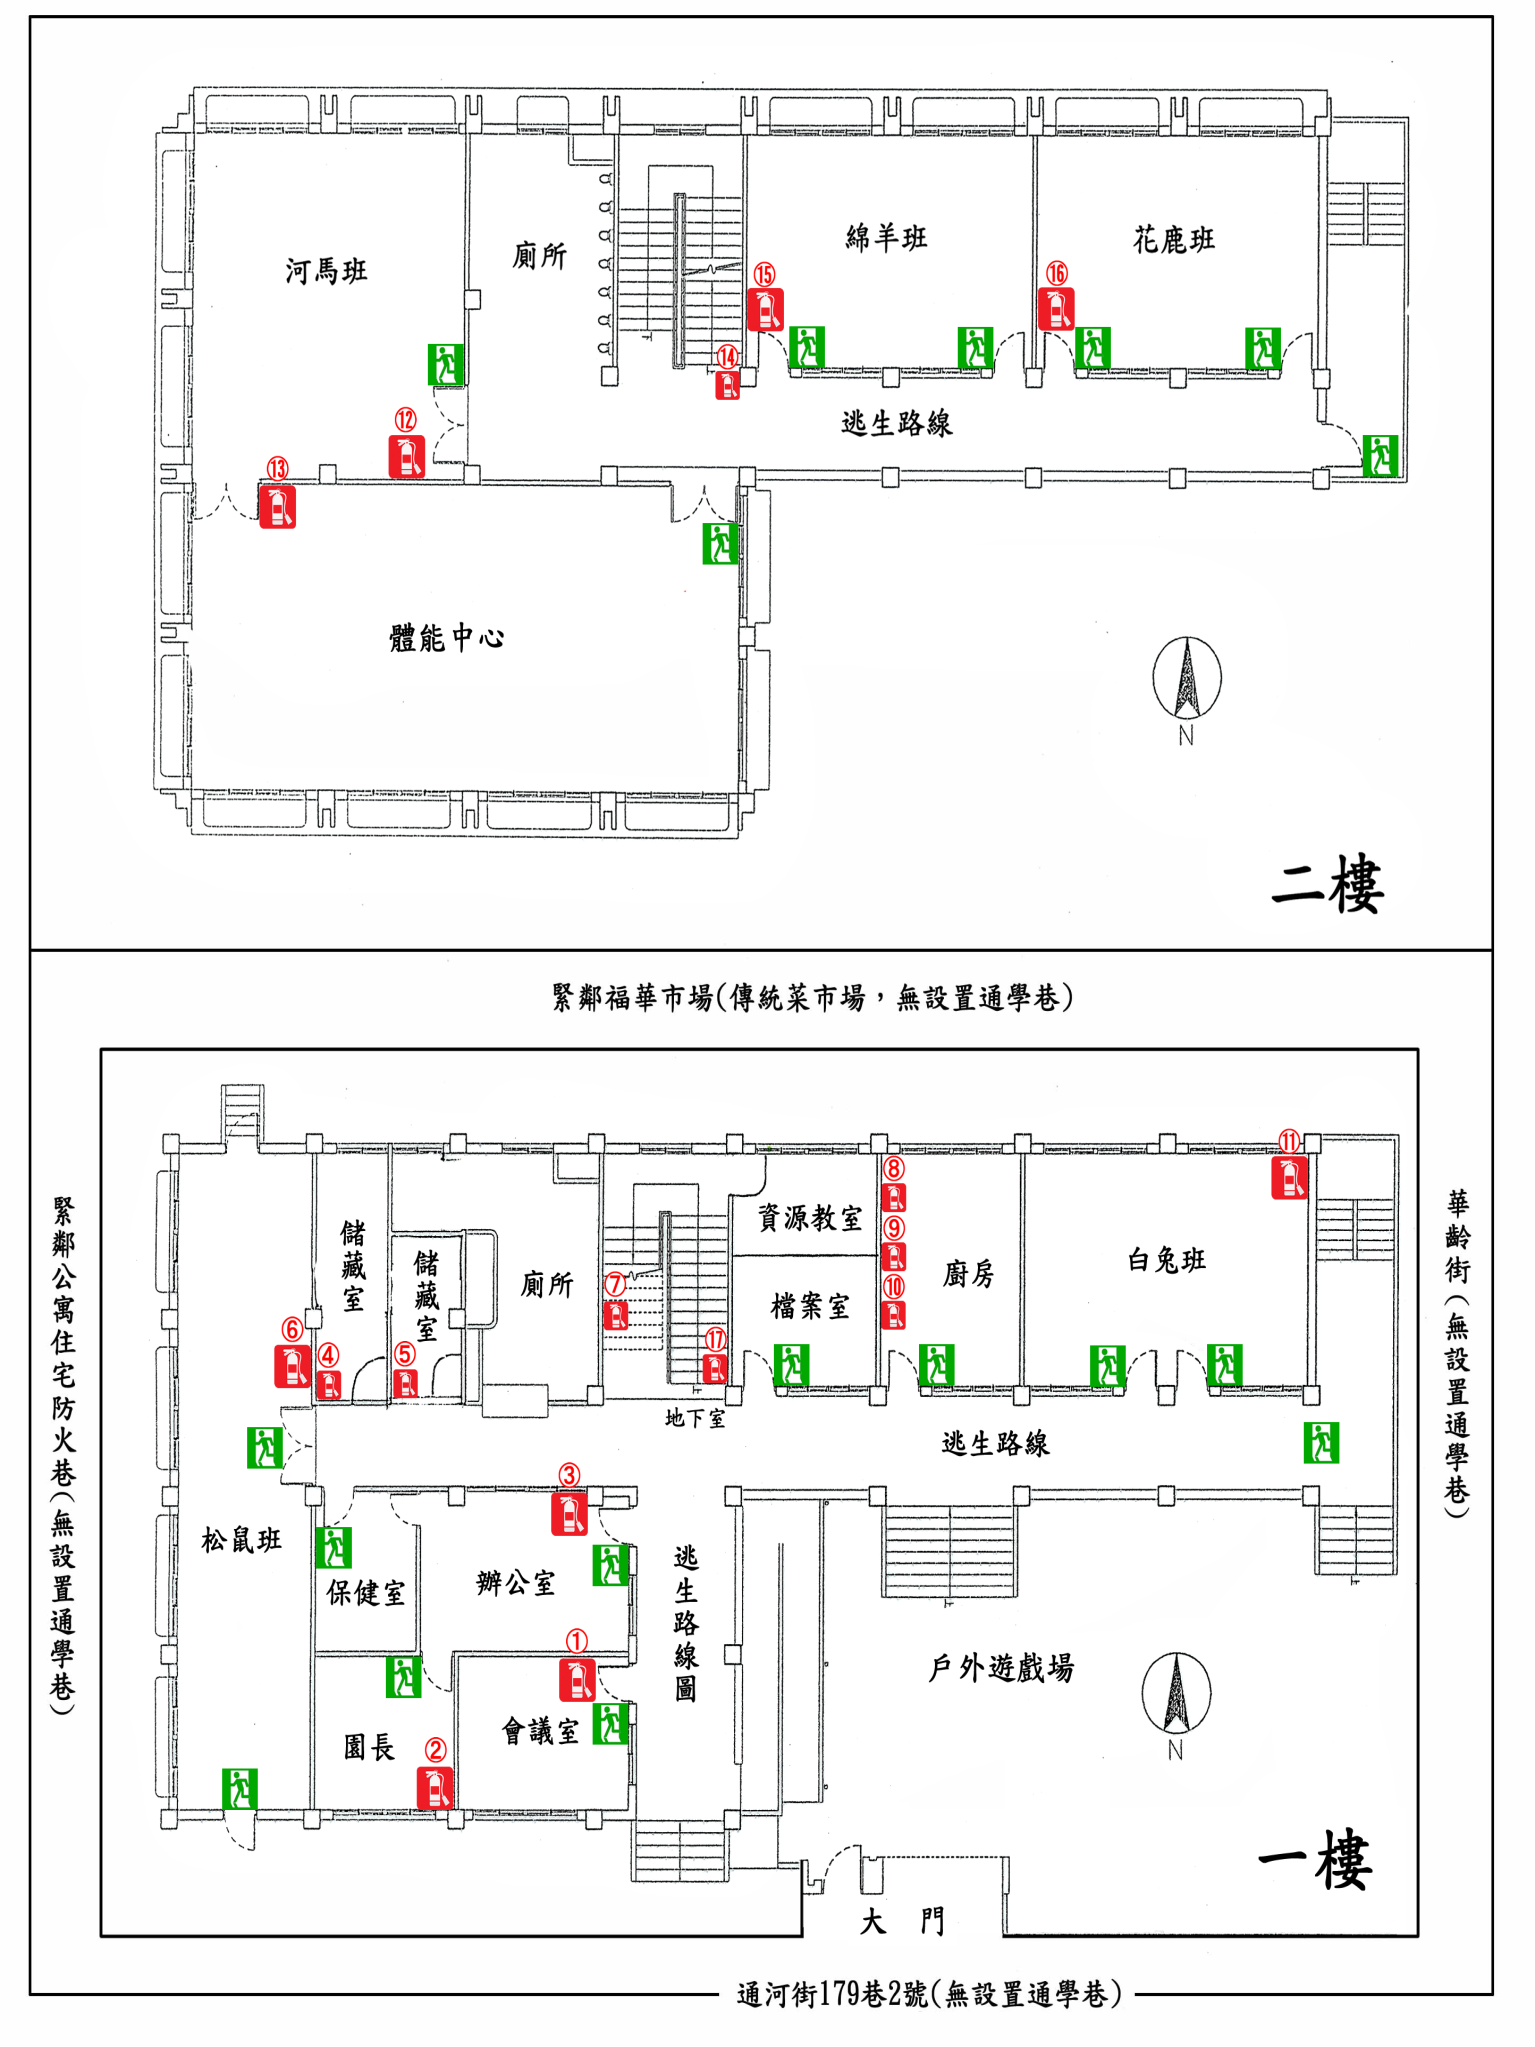 河馬班
廁所
綿羊班
花鹿班
⑮
⑯
⑭
⑫
逃生路線
⑬
體能中心
N
二樓
緊鄰福華市場(傳統菜市場，無設置通學巷)
緊鄰公寓住宅防火巷(無設置通學巷)
華齡街(無設置通學巷)
⑪
⑧
資源教室
儲藏室
⑨
儲藏室
廁所
廚房
白兔班
⑦
檔案室
⑩
⑥
④
⑤
⑰
地下室
逃生路線
③
松鼠班
保健室
辦公室
逃生路線圖
①
戶外遊戲場
會議室
園長
②
N
一樓
大 門
通河街179巷2號(無設置通學巷)